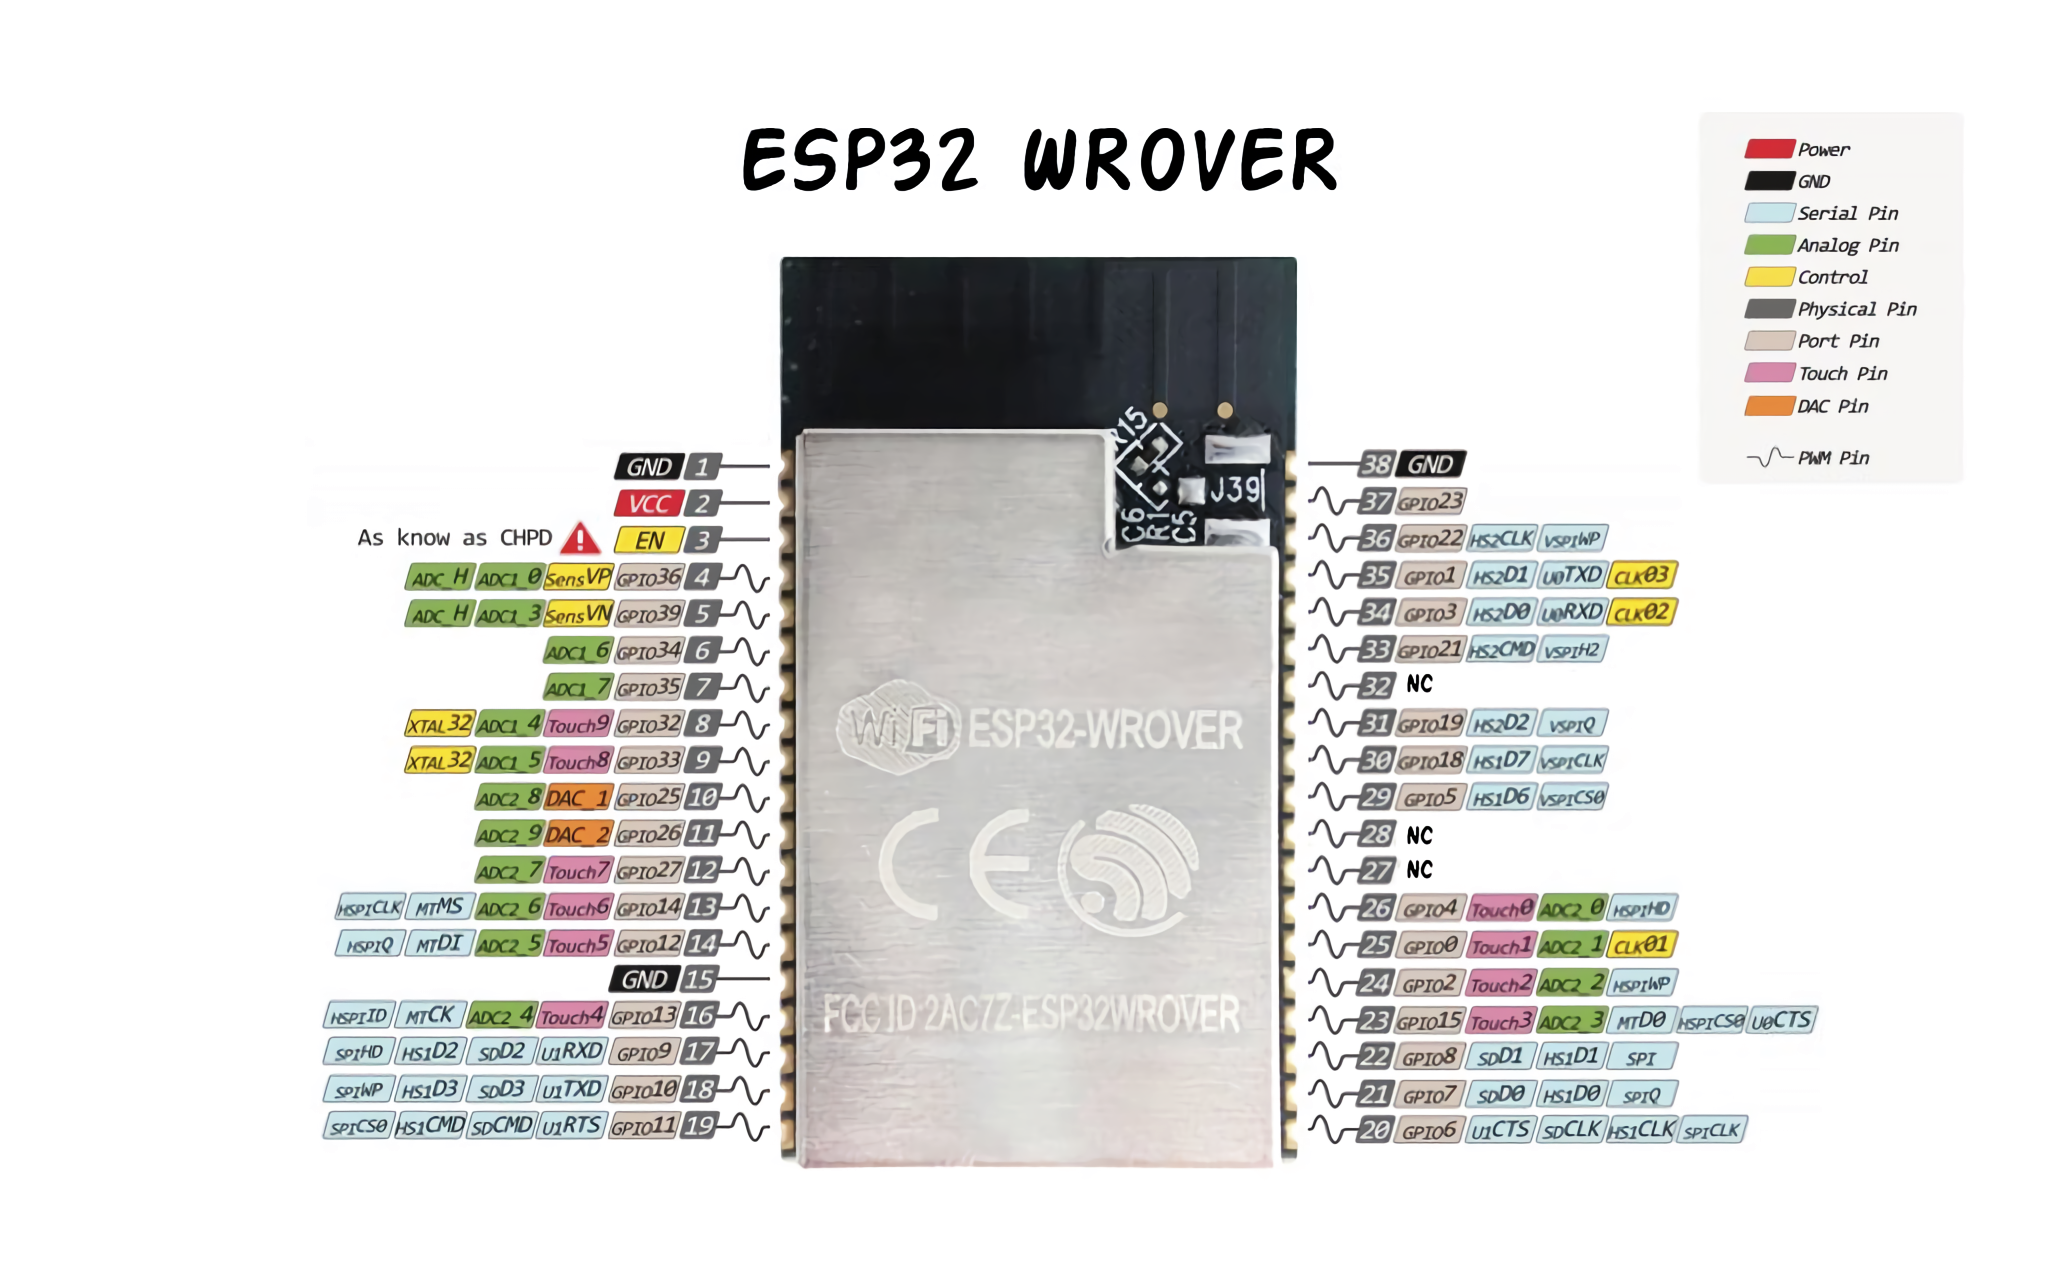 ESP32 WROVER
Power
GND
Serial Pin
Analog Pin
Control
Physical Pin
Port Pin
Touch Pin
DAC Pin
PWM Pin
GND 1
VCC 2
As know as CHPD ! EN 3
ADC_H ADC1_0 SensVP GPIO36 4
ADC_H ADC1_3 SensVN GPIO39 5
ADC1_6 GPIO34 6
ADC1_7 GPIO35 7
XTAL32 ADC1_4 Touch9 GPIO32 8
XTAL32 ADC1_5 Touch8 GPIO33 9
ADC2_8 DAC_1 GPIO25 10
ADC2_9 DAC_2 GPIO26 11
ADC2_7 Touch7 GPIO27 12
HSPICLK MTMS ADC2_6 Touch6 GPIO14 13
HSPIQ MTDI ADC2_5 Touch5 GPIO12 14
GND 15
HSPIID MTCK ADC2_4 Touch4 GPIO13 16
SPIHD HS1D2 SDD2 U1RXD GPIO9 17
SPIWP HS1D3 SDD3 U1TXD GPIO10 18
SPICS0 HS1CMD SDCMD U1RTS GPIO11 19
R15
J39
C6
R1
C5
WiFi ESP32-WROVER
CE
FCC ID 2AC7Z-ESP32WROVER
38 GND
37 GPIO23
36 GPIO22 HS2CLK VSPIWP
35 GPIO1 HS2D1 U0TXD CLK03
34 GPIO3 HS2D0 U0RXD CLK02
33 GPIO21 HS2CMD VSPIH2
32 NC
31 GPIO19 HS2D2 VSPIQ
30 GPIO18 HS1D7 VSPICLK
29 GPIO5 HS1D6 VSPICS0
28 NC
27 NC
26 GPIO4 Touch0 ADC2_0 HSPIHD
25 GPIO0 Touch1 ADC2_1 CLK01
24 GPIO2 Touch2 ADC2_2 HSPIWP
23 GPIO15 Touch3 ADC2_3 MTD0 HSPICS0 U0CTS
22 GPIO8 SDD1 HS1D1 SPI
21 GPIO7 SDD0 HS1D0 SPIQ
20 GPIO6 U1CTS SDCLK HS1CLK SPICLK